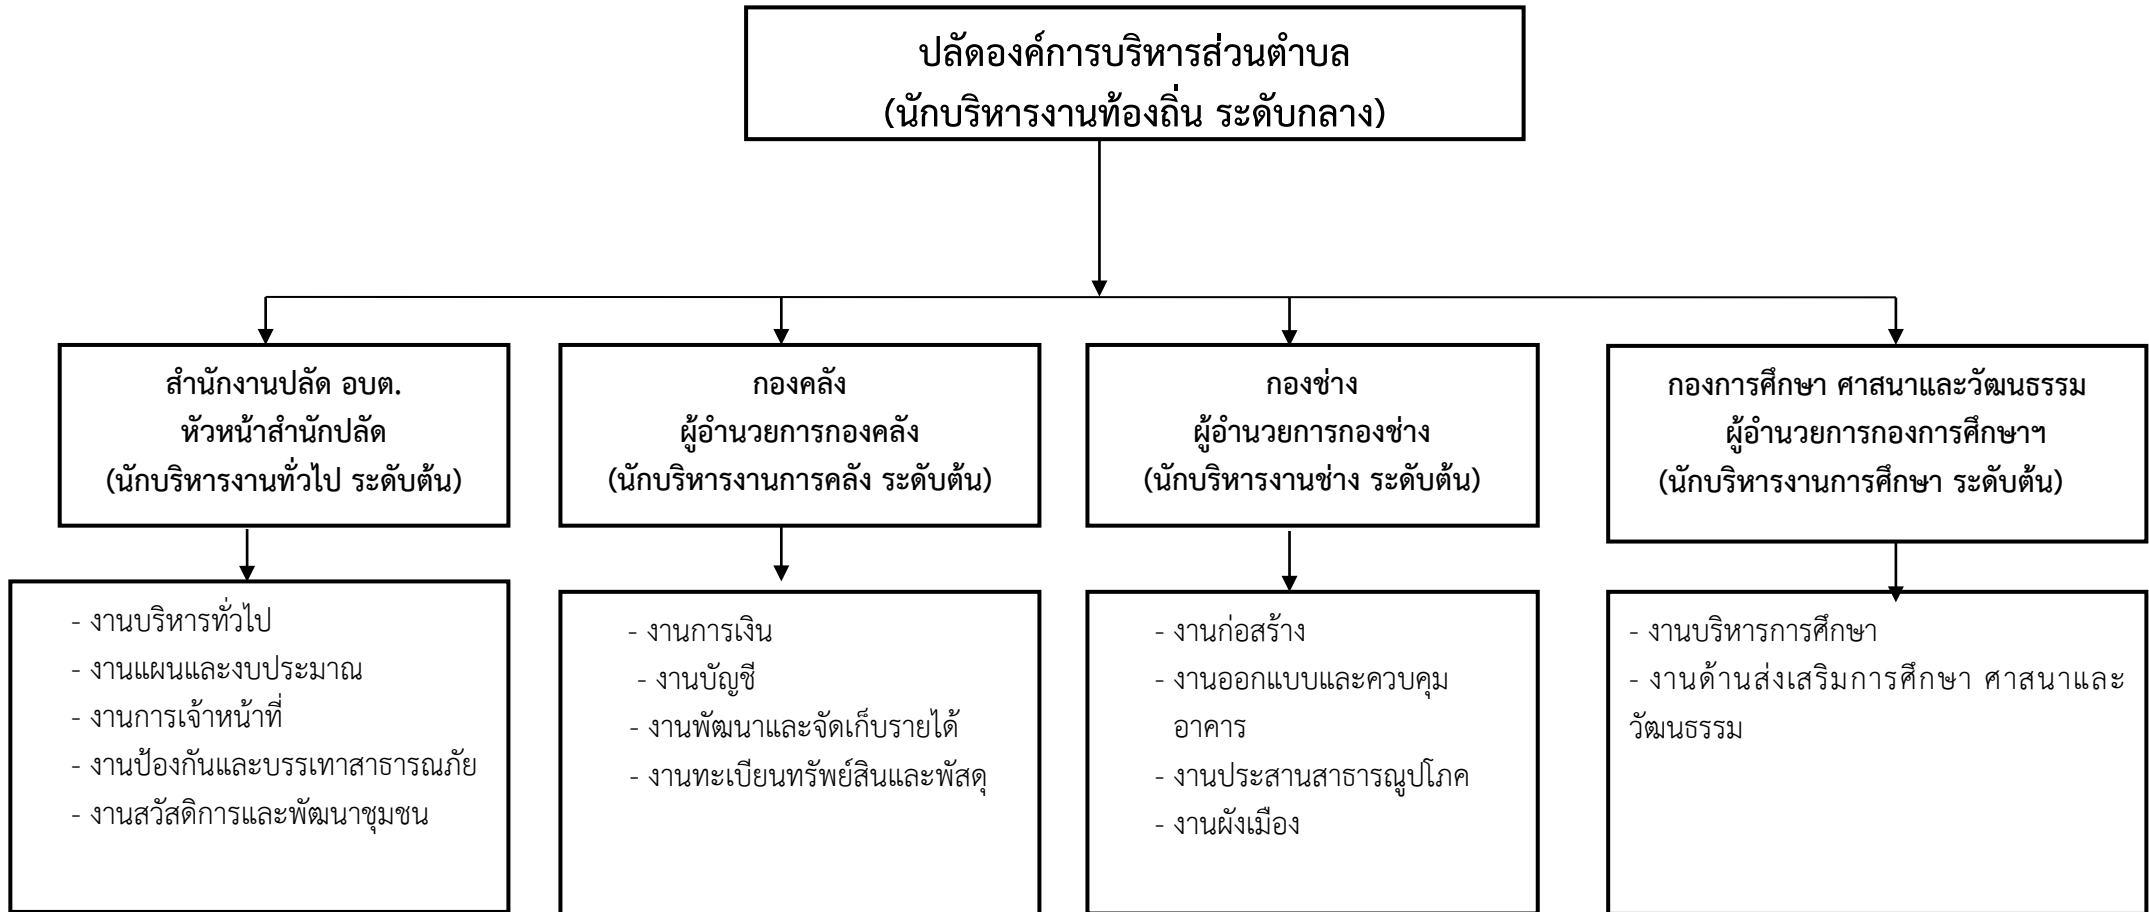 ปลัดองค์การบริหารส่วนตำบล
(นักบริหารงานท้องถิ่น ระดับกลาง)
สำนักงานปลัด อบต.
หัวหน้าสำนักปลัด
(นักบริหารงานทั่วไป ระดับต้น)
กองคลัง
ผู้อำนวยการกองคลัง
(นักบริหารงานการคลัง ระดับต้น)
กองช่าง
ผู้อำนวยการกองช่าง
(นักบริหารงานช่าง ระดับต้น)
กองการศึกษา ศาสนาและวัฒนธรรม
ผู้อำนวยการกองการศึกษาฯ
(นักบริหารงานการศึกษา ระดับต้น)
- งานบริหารทั่วไป
- งานแผนและงบประมาณ
- งานการเจ้าหน้าที่
- งานป้องกันและบรรเทาสาธารณภัย
- งานสวัสดิการและพัฒนาชุมชน
- งานการเงิน
- งานบัญชี
- งานพัฒนาและจัดเก็บรายได้
- งานทะเบียนทรัพย์สินและพัสดุ
- งานก่อสร้าง
- งานออกแบบและควบคุม
อาคาร
- งานประสานสาธารณูปโภค
- งานผังเมือง
- งานบริหารการศึกษา
- งานด้านส่งเสริมการศึกษา ศาสนาและ
วัฒนธรรม